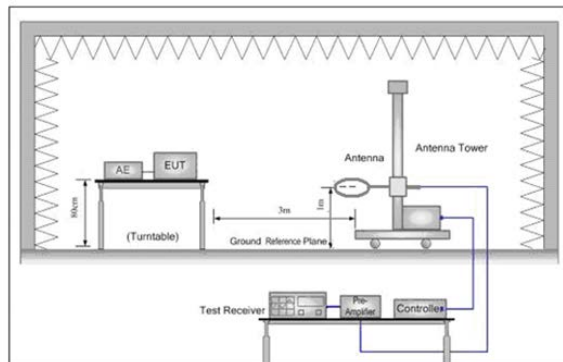 AE
EUT
80cm
(Turntable)
3m
1m
Ground Reference Plane
Antenna
Antenna Tower
Test Receiver
Pre-
Amplifier
Controller